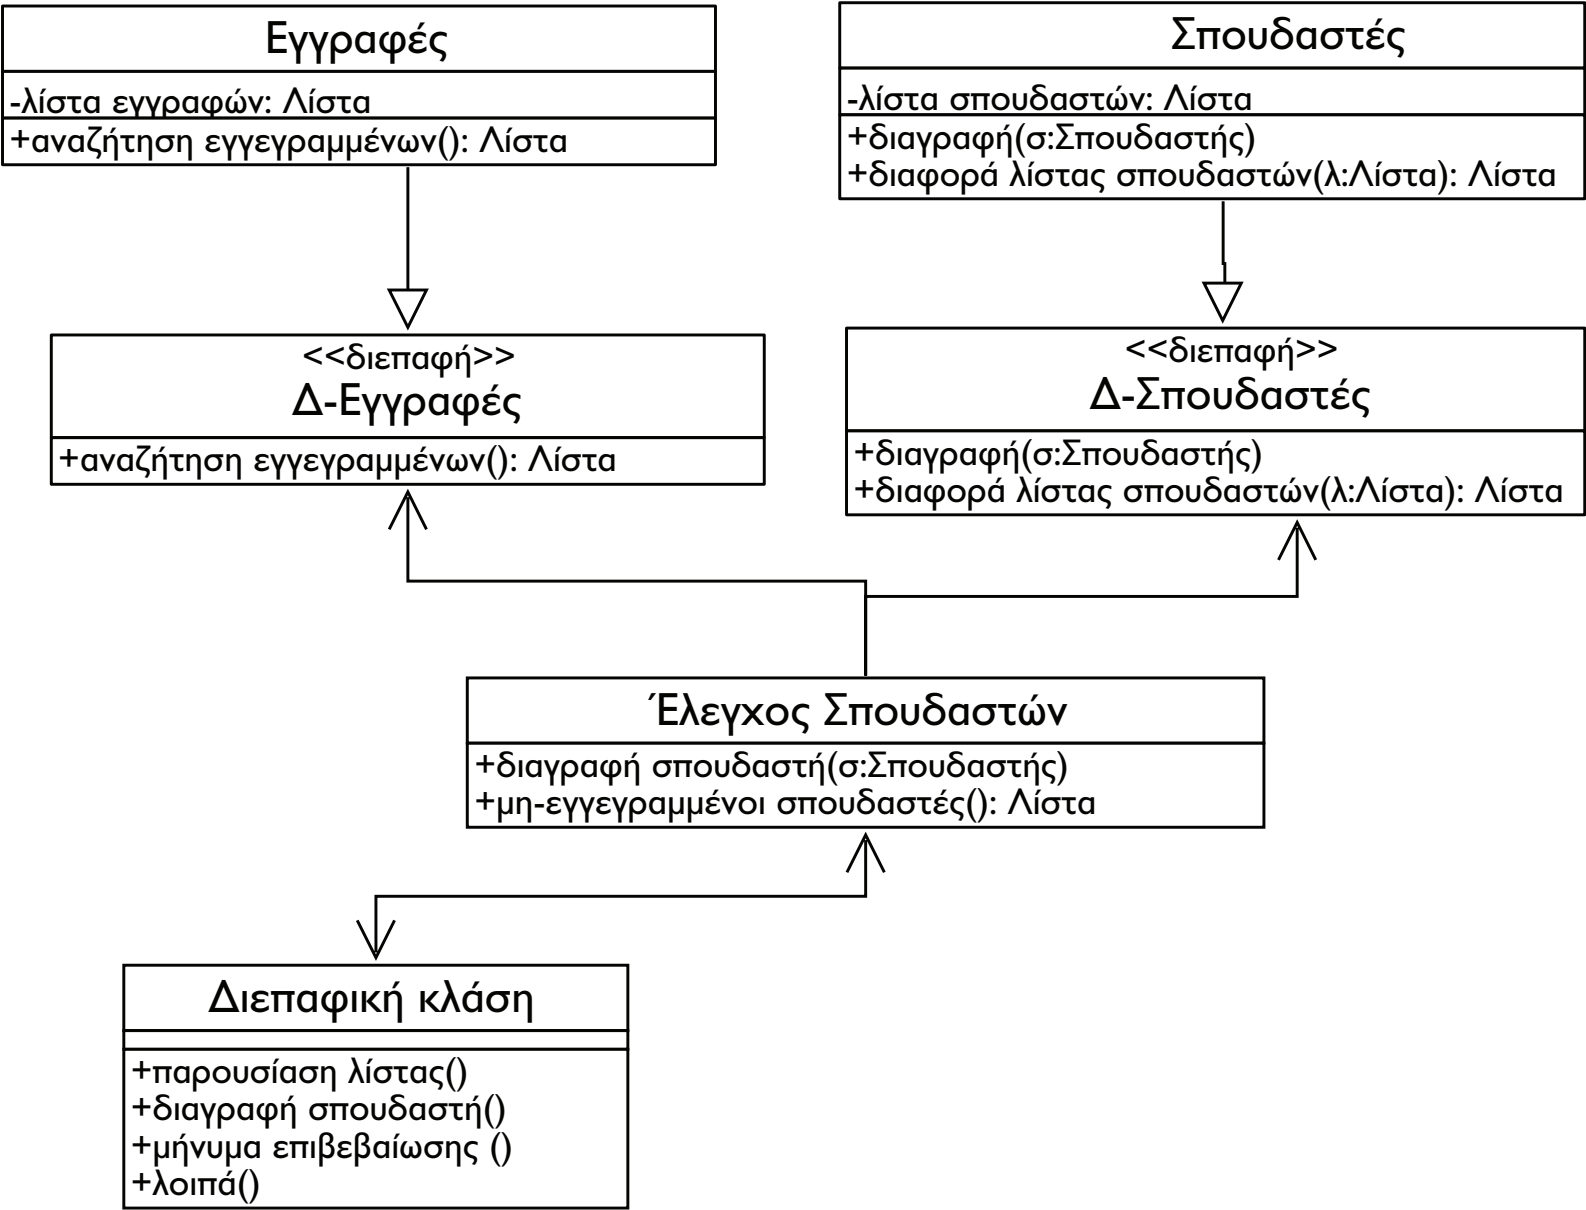 Εγγραφές
-λίστα εγγραφών: Λίστα
+αναζήτηση εγγεγραμμένων(): Λίστα
Σπουδαστές
-λίστα σπουδαστών: Λίστα
+διαγραφή(σ:Σπουδαστής)
+διαφορά λίστας σπουδαστών(λ:Λίστα): Λίστα
<<διεπαφή>>
Δ-Εγγραφές
+αναζήτηση εγγεγραμμένων(): Λίστα
<<διεπαφή>>
Δ-Σπουδαστές
+διαγραφή(σ:Σπουδαστής)
+διαφορά λίστας σπουδαστών(λ:Λίστα): Λίστα
Έλεγχος Σπουδαστών
+διαγραφή σπουδαστή(σ:Σπουδαστής)
+μη-εγγεγραμμένοι σπουδαστές(): Λίστα
Διεπαφική κλάση
+παρουσίαση λίστας()
+διαγραφή σπουδαστή()
+μήνυμα επιβεβαίωσης ()
+λοιπά()